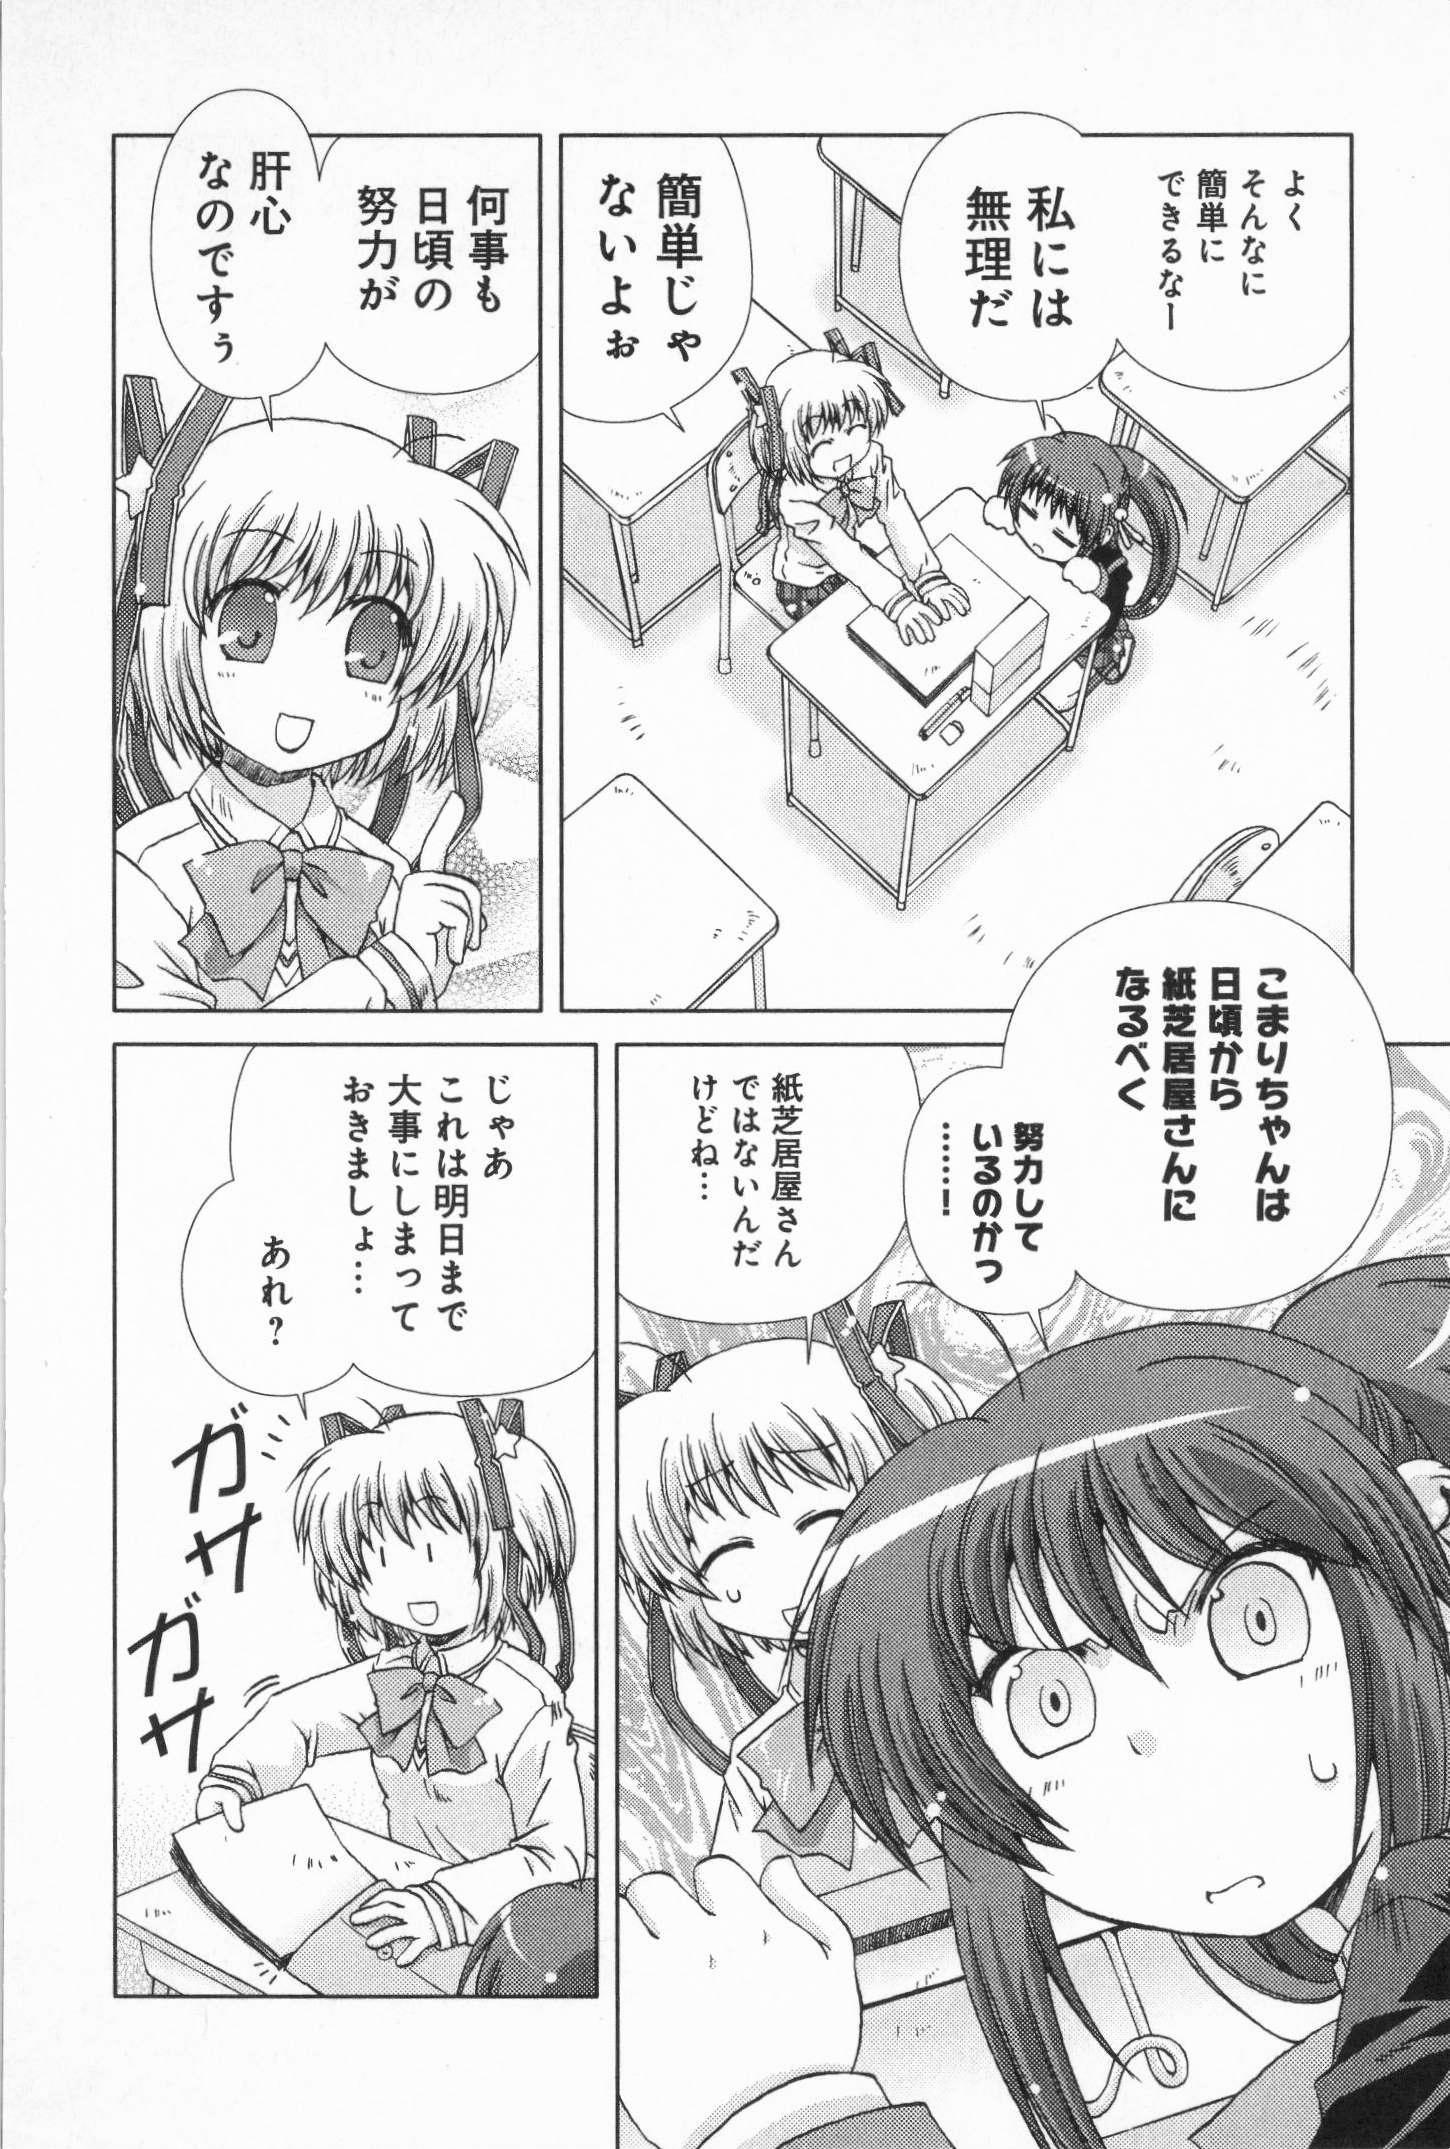 よく
そんなに
簡単に
できるなー
私には
無理だ
簡単じゃ
ないよぉ
何事も
日頃の
努力が
肝心
なのですぅ
こまりちゃんは
日頃から
紙芝居屋さんに
なるべく
努力して
いるのかっ
………！
紙芝居屋さん
ではないんだ
けどね…
じゃあ
これは明日まで
大事にしまって
おきましょ…
あれ？
ガサ
ガサ